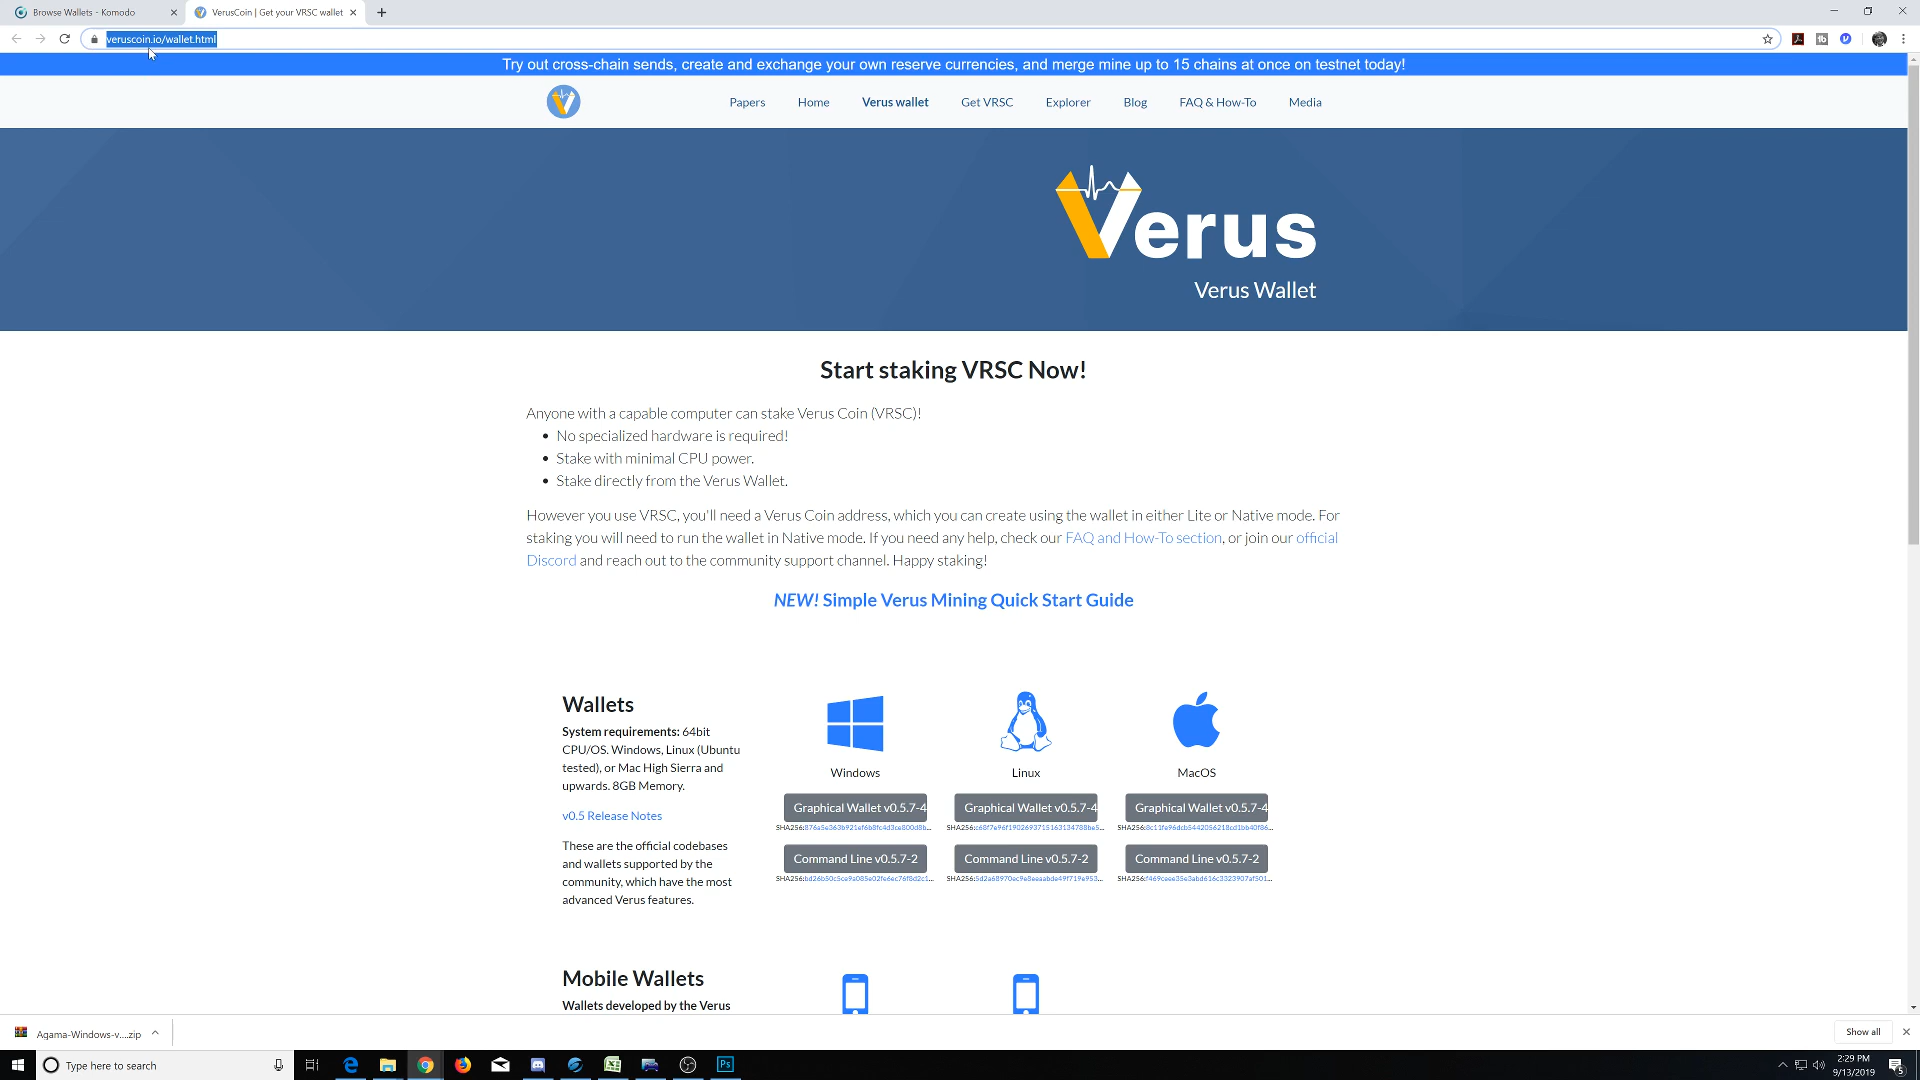 Browse Wallets - Komodo
VerusCoin | Get your VRSC wallet
veruscoin.io/wallet.html
Try out cross-chain sends, create and exchange your own reserve currencies, and merge mine up to 15 chains at once on testnet today!
Papers Home Verus wallet Get VRSC Explorer Blog FAQ & How-To Media
Verus
Verus Wallet
Start staking VRSC Now!
Anyone with a capable computer can stake Verus Coin (VRSC)!
No specialized hardware is required!
Stake with minimal CPU power.
Stake directly from the Verus Wallet.
However you use VRSC, you'll need a Verus Coin address, which you can create using the wallet in either Lite or Native mode. For
staking you will need to run the wallet in Native mode. If you need any help, check our FAQ and How-To section, or join our official
Discord and reach out to the community support channel. Happy staking!
NEW! Simple Verus Mining Quick Start Guide
Wallets
System requirements: 64bit
CPU/OS. Windows, Linux (Ubuntu
tested), or Mac High Sierra and
upwards. 8GB Memory.
v0.5 Release Notes
These are the official codebases
and wallets supported by the
community, which have the most
advanced Verus features.
Windows
Graphical Wallet v0.5.7-4
Command Line v0.5.7-2
Linux
Graphical Wallet v0.5.7-4
Command Line v0.5.7-2
MacOS
Graphical Wallet v0.5.7-4
Command Line v0.5.7-2
Mobile Wallets
Wallets developed by the Verus
Agama-Windows-v....zip
Show all
Type here to search
2:29 PM
9/13/2019